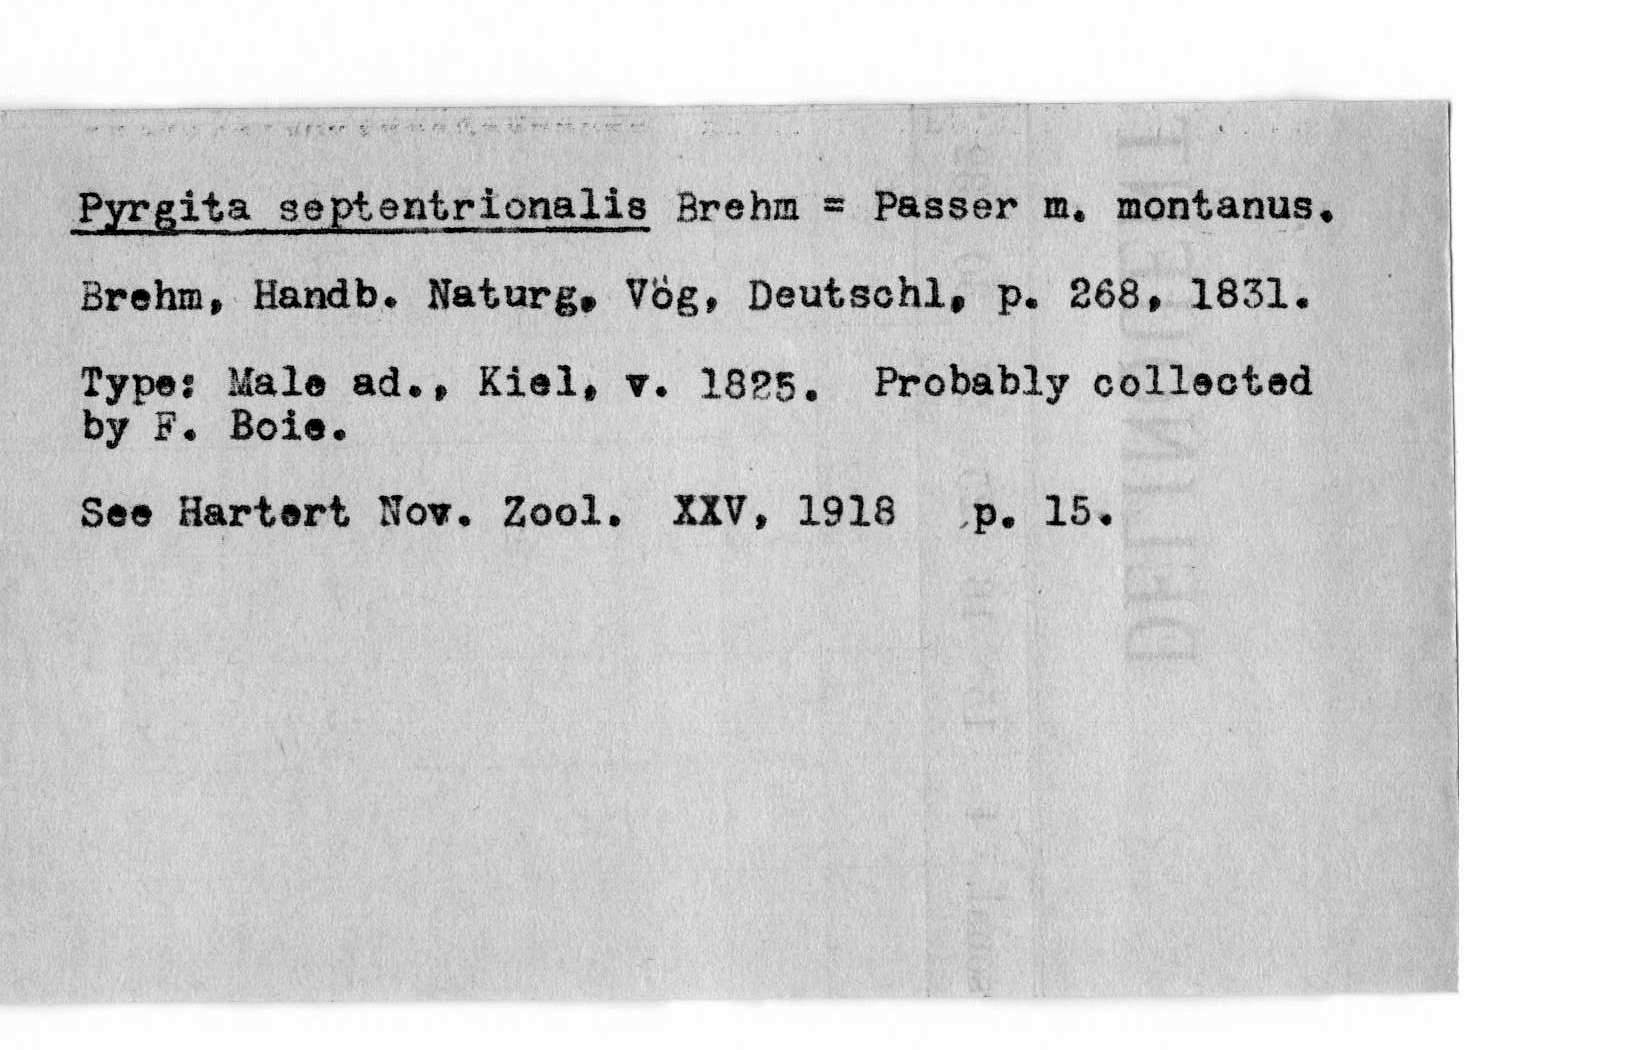 Pyrgita septentrionalis Brehm = Passer m. montanus.
Brehm, Handb. Naturg. Vög, Deutschl, p. 268, 1831.
Type: Male ad., Kiel, v. 1825. Probably collected
by F. Boie.
See Hartert Nov. Zool. XXV, 1918 p. 15.